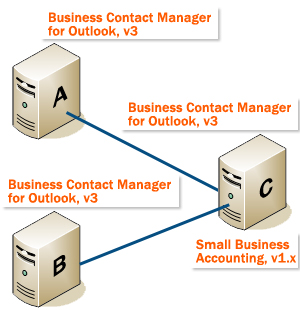 Business Contact Manager
for Outlook, v3
A
Business Contact Manager
for Outlook, v3
C
Business Contact Manager
for Outlook, v3
B
Small Business
Accounting, v1.x